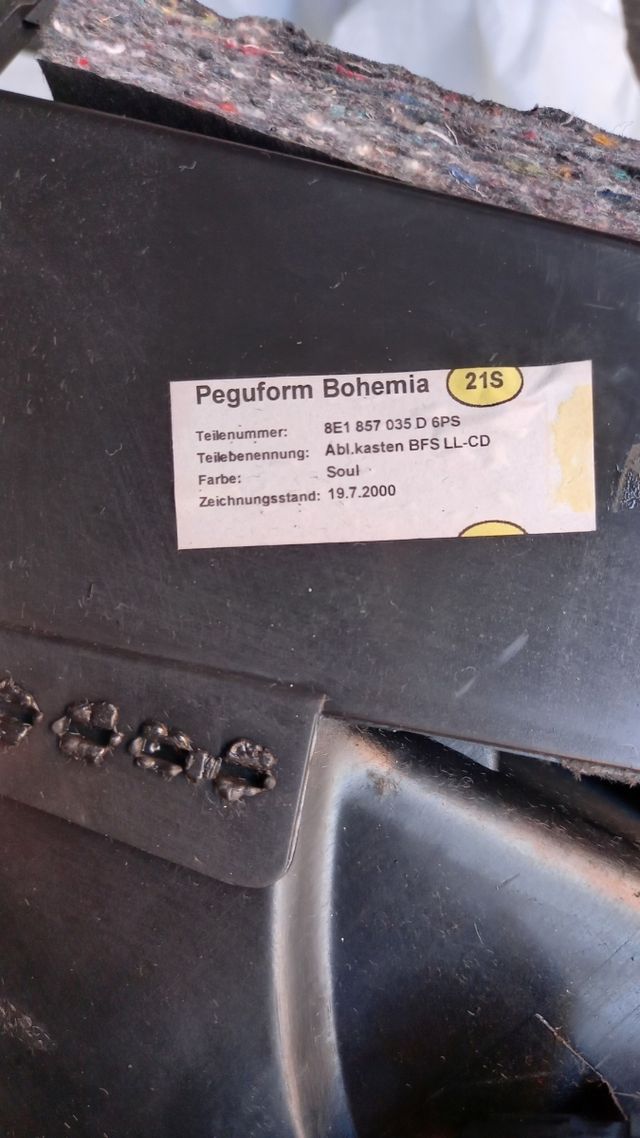 Peguform Bohemia 21S
Teilenummer: 8E1 857 035 D 6PS
Teilebenennung: Abl.kasten BFS LL-CD
Farbe: Soul
Zeichnungsstand: 19.7.2000